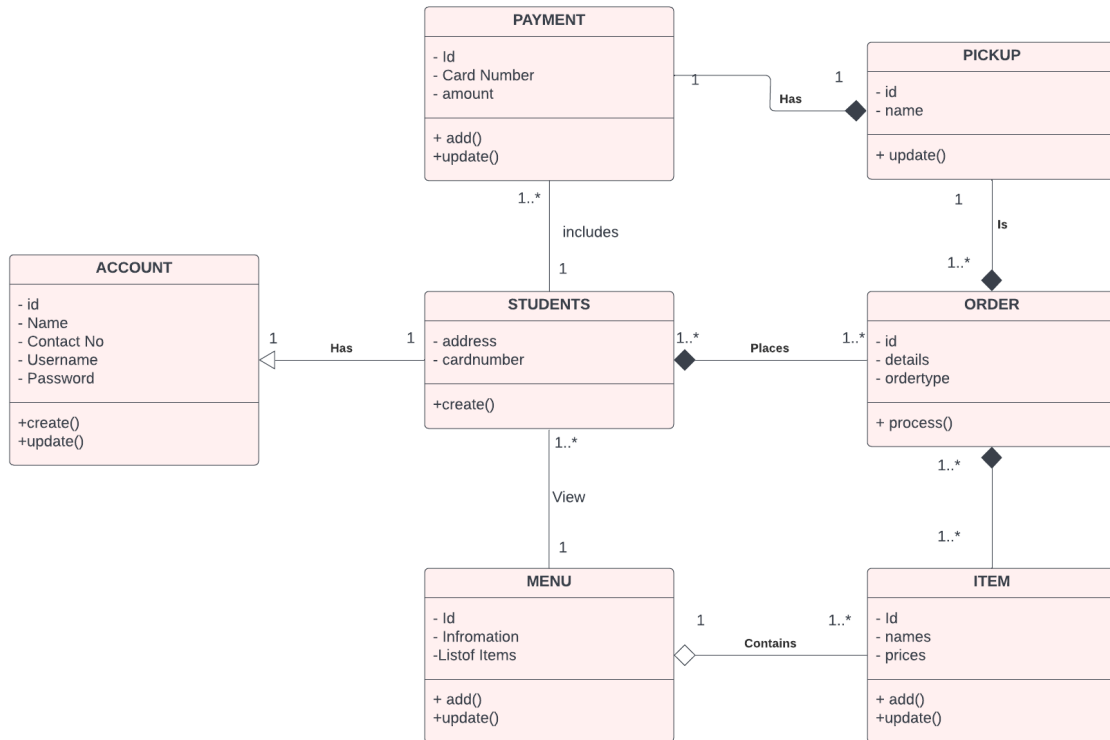 PAYMENT
- Id
- Card Number
- amount
+ add()
+update()
PICKUP
- id
- name
+ update()
1
Has
1
1..*
includes
1
1
Is
1..*
ACCOUNT
- id
- Name
- Contact No
- Username
- Password
+create()
+update()
1
Has
1
STUDENTS
- address
- cardnumber
+create()
1..*
Places
1..*
ORDER
- id
- details
- ordertype
+ process()
1..*
View
1
1..*
1..*
MENU
- Id
- Infromation
-Listof Items
+ add()
+update()
1
Contains
1..*
ITEM
- Id
- names
- prices
+ add()
+update()